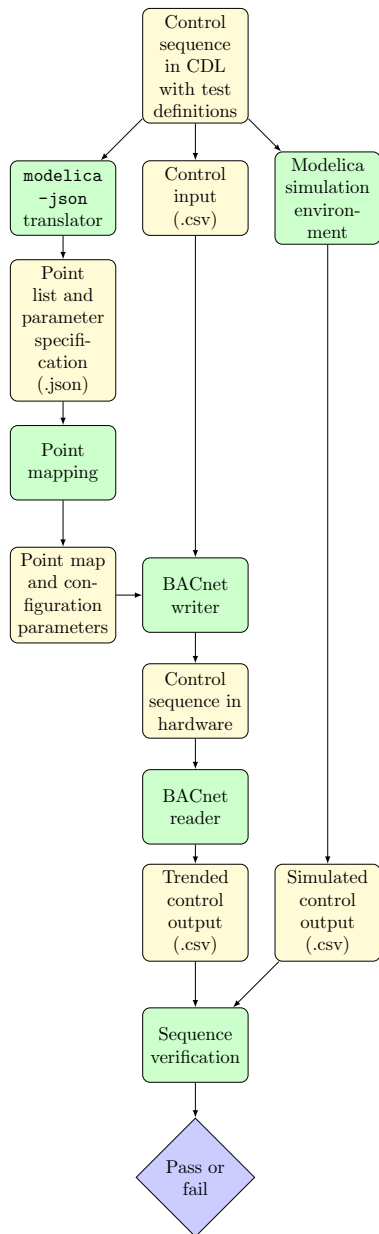 Control
sequence
in CDL
with test
definitions
modelica
-json
translator
Control
input
(.csv)
Modelica
simulation
environ-
ment
Point
list and
parameter
specifi-
cation
(.json)
Point
mapping
Point map
and con-
figuration
parameters
BACnet
writer
Control
sequence in
hardware
BACnet
reader
Trended
control
output
(.csv)
Simulated
control
output
(.csv)
Sequence
verification
Pass or
fail